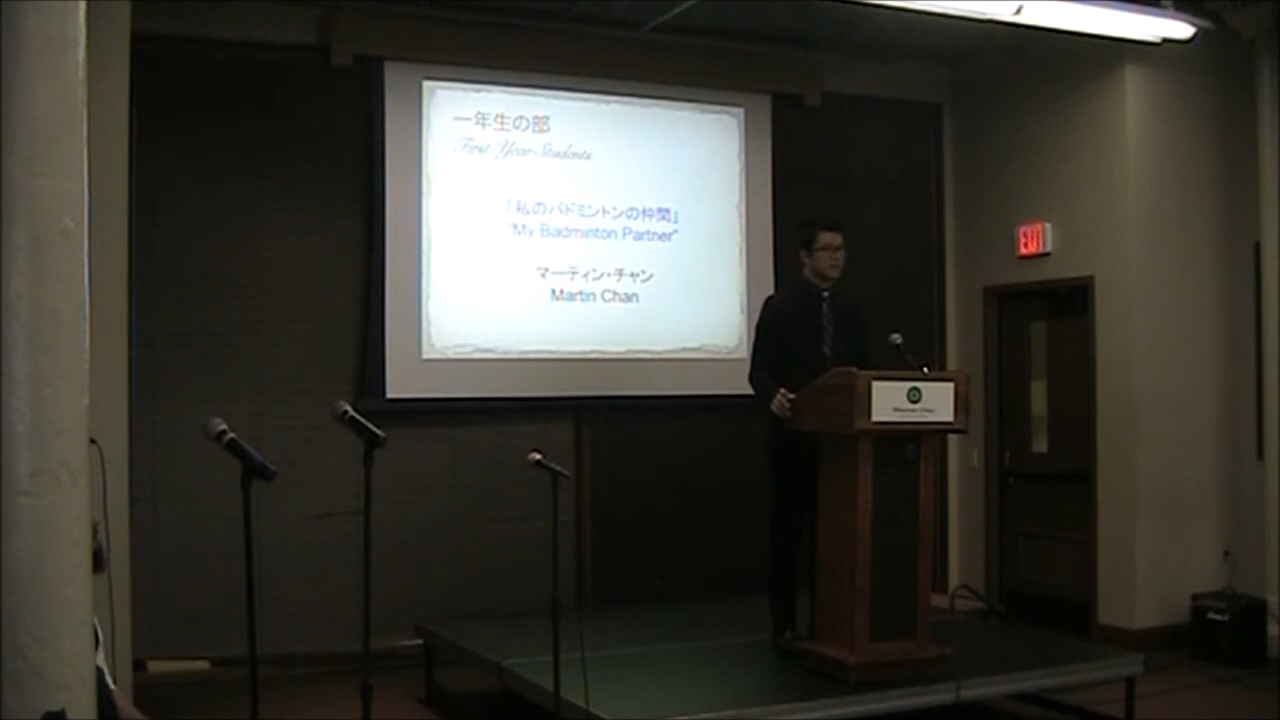 一年生の部
First-Year Students
「私のバドミントンの仲間」
"My Badminton Partner"
マーティン・チャン
Martin Chan
EXIT